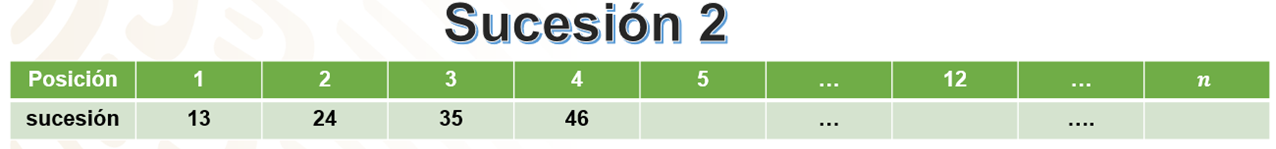 Sucesión 2
Posición 1 2 3 4 5 ... 12 ... n
sucesión 13 24 35 46 ... ....